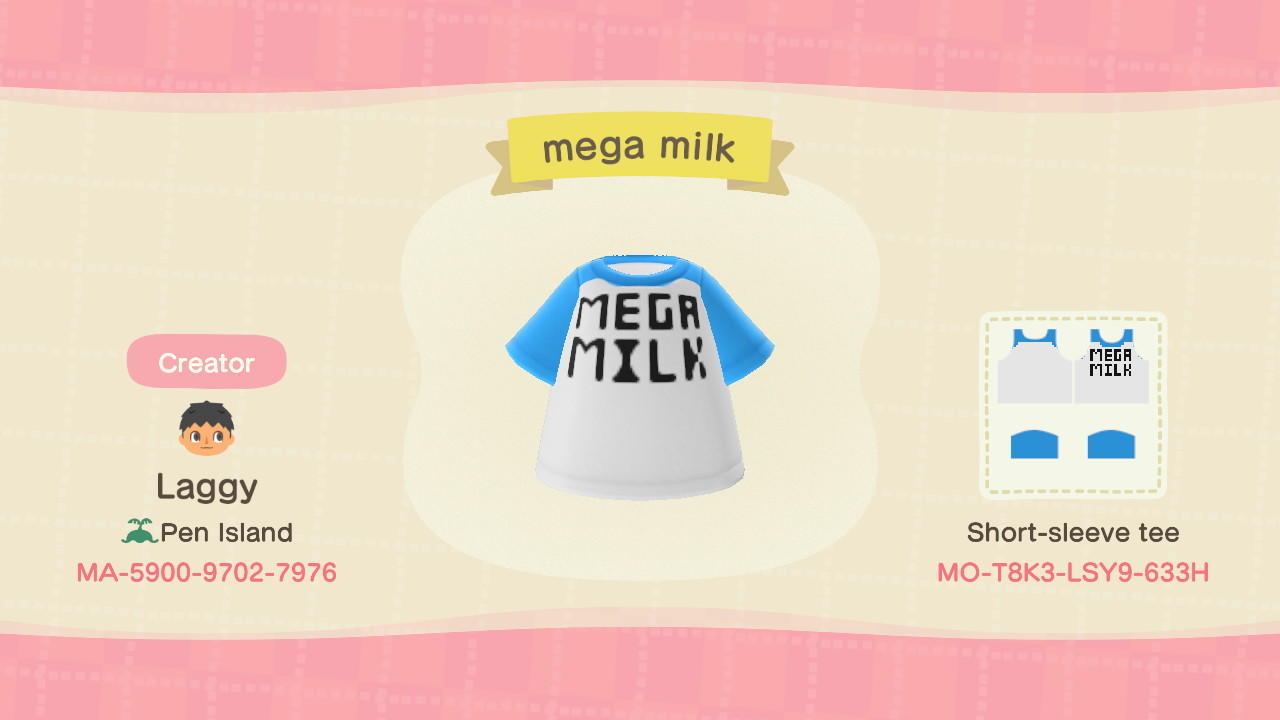 mega milk
MEGA
MILK
Creator
Laggy
Pen Island
MA-5900-9702-7976
MEGA
MILK
Short-sleeve tee
MO-T8K3-LSY9-633H